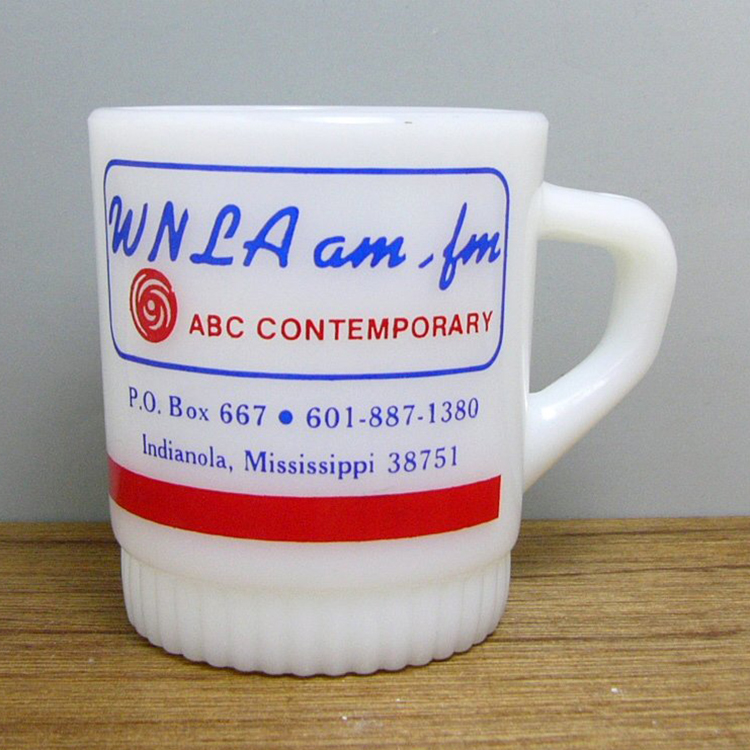 WNLA am-fm
ABC CONTEMPORARY
P.O. Box 667 • 601-887-1380
Indianola, Mississippi 38751